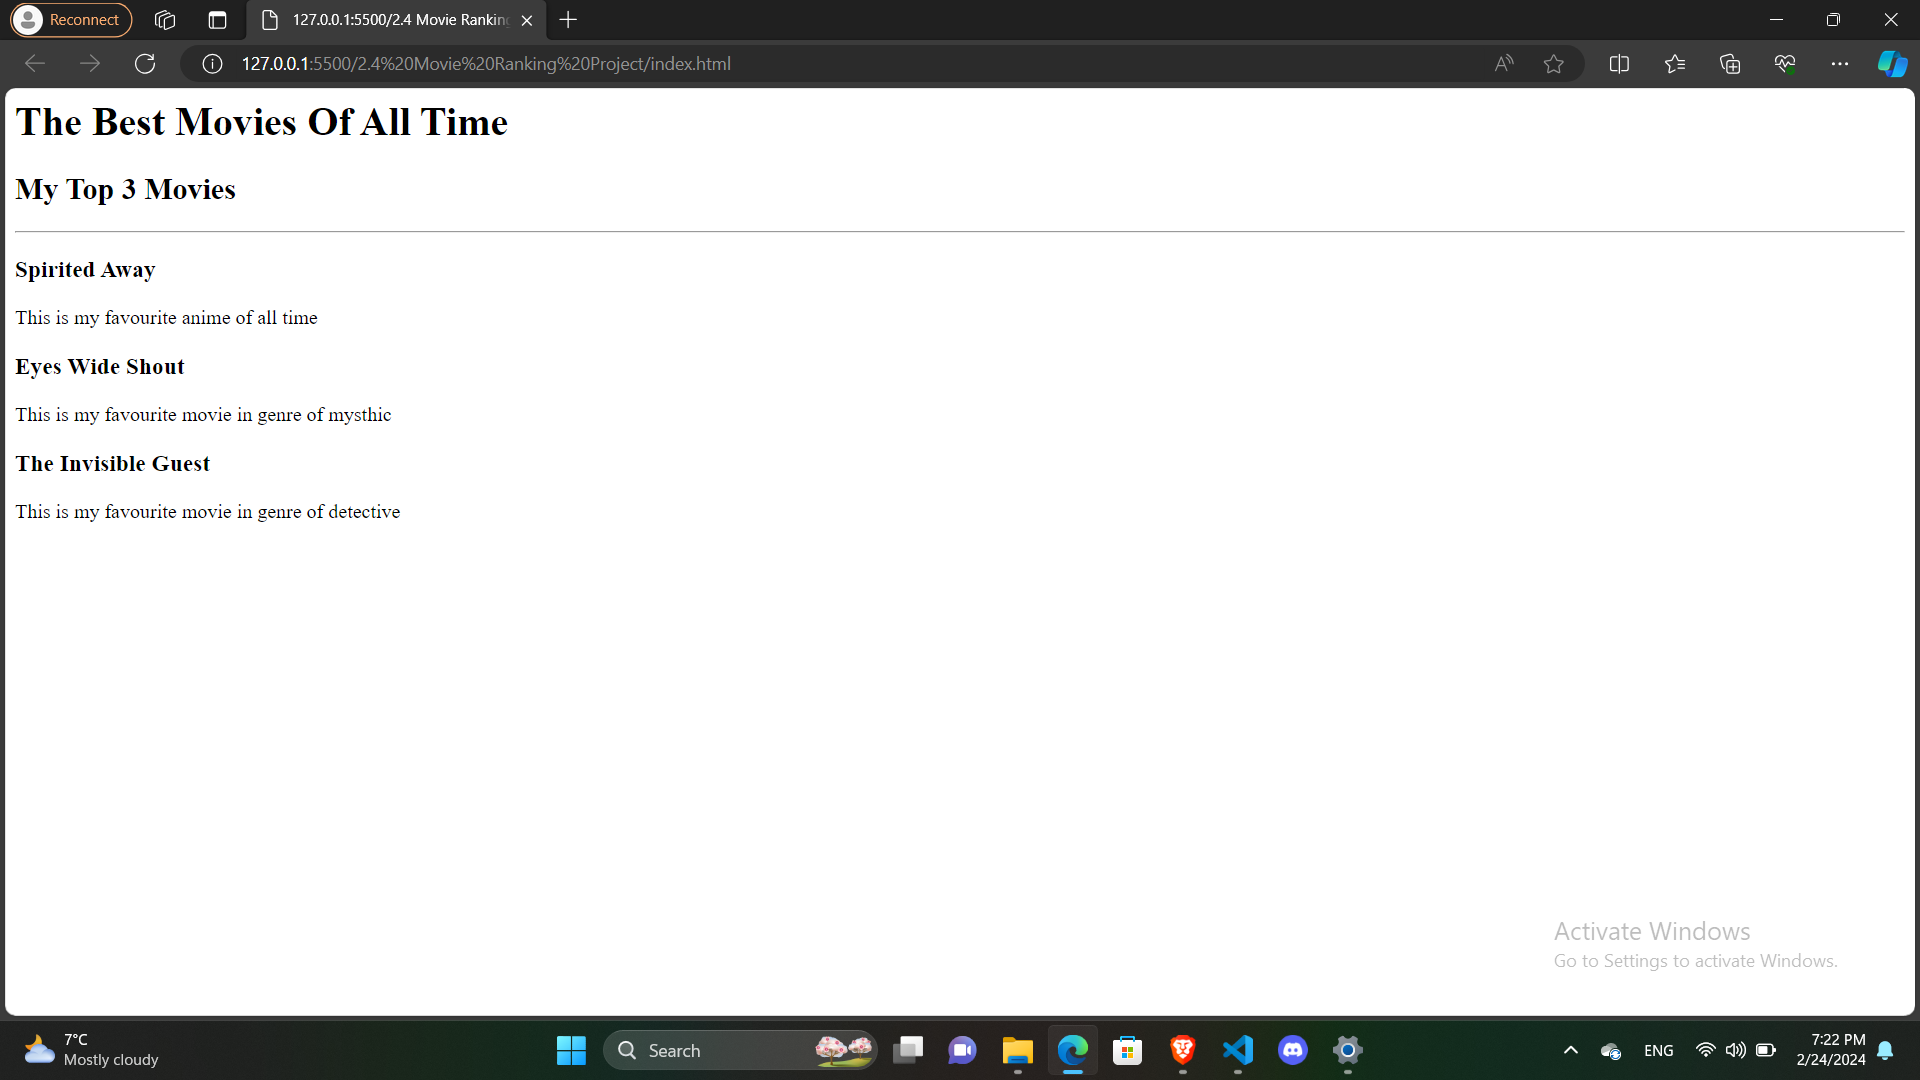 Reconnect
127.0.0.1:5500/2.4 Movie Ranking
127.0.0.1:5500/2.4%20Movie%20Ranking%20Project/index.html
The Best Movies Of All Time
My Top 3 Movies
Spirited Away
This is my favourite anime of all time
Eyes Wide Shout
This is my favourite movie in genre of mysthic
The Invisible Guest
This is my favourite movie in genre of detective
Activate Windows
Go to Settings to activate Windows.
7°C
Mostly cloudy
Search
ENG
7:22 PM
2/24/2024